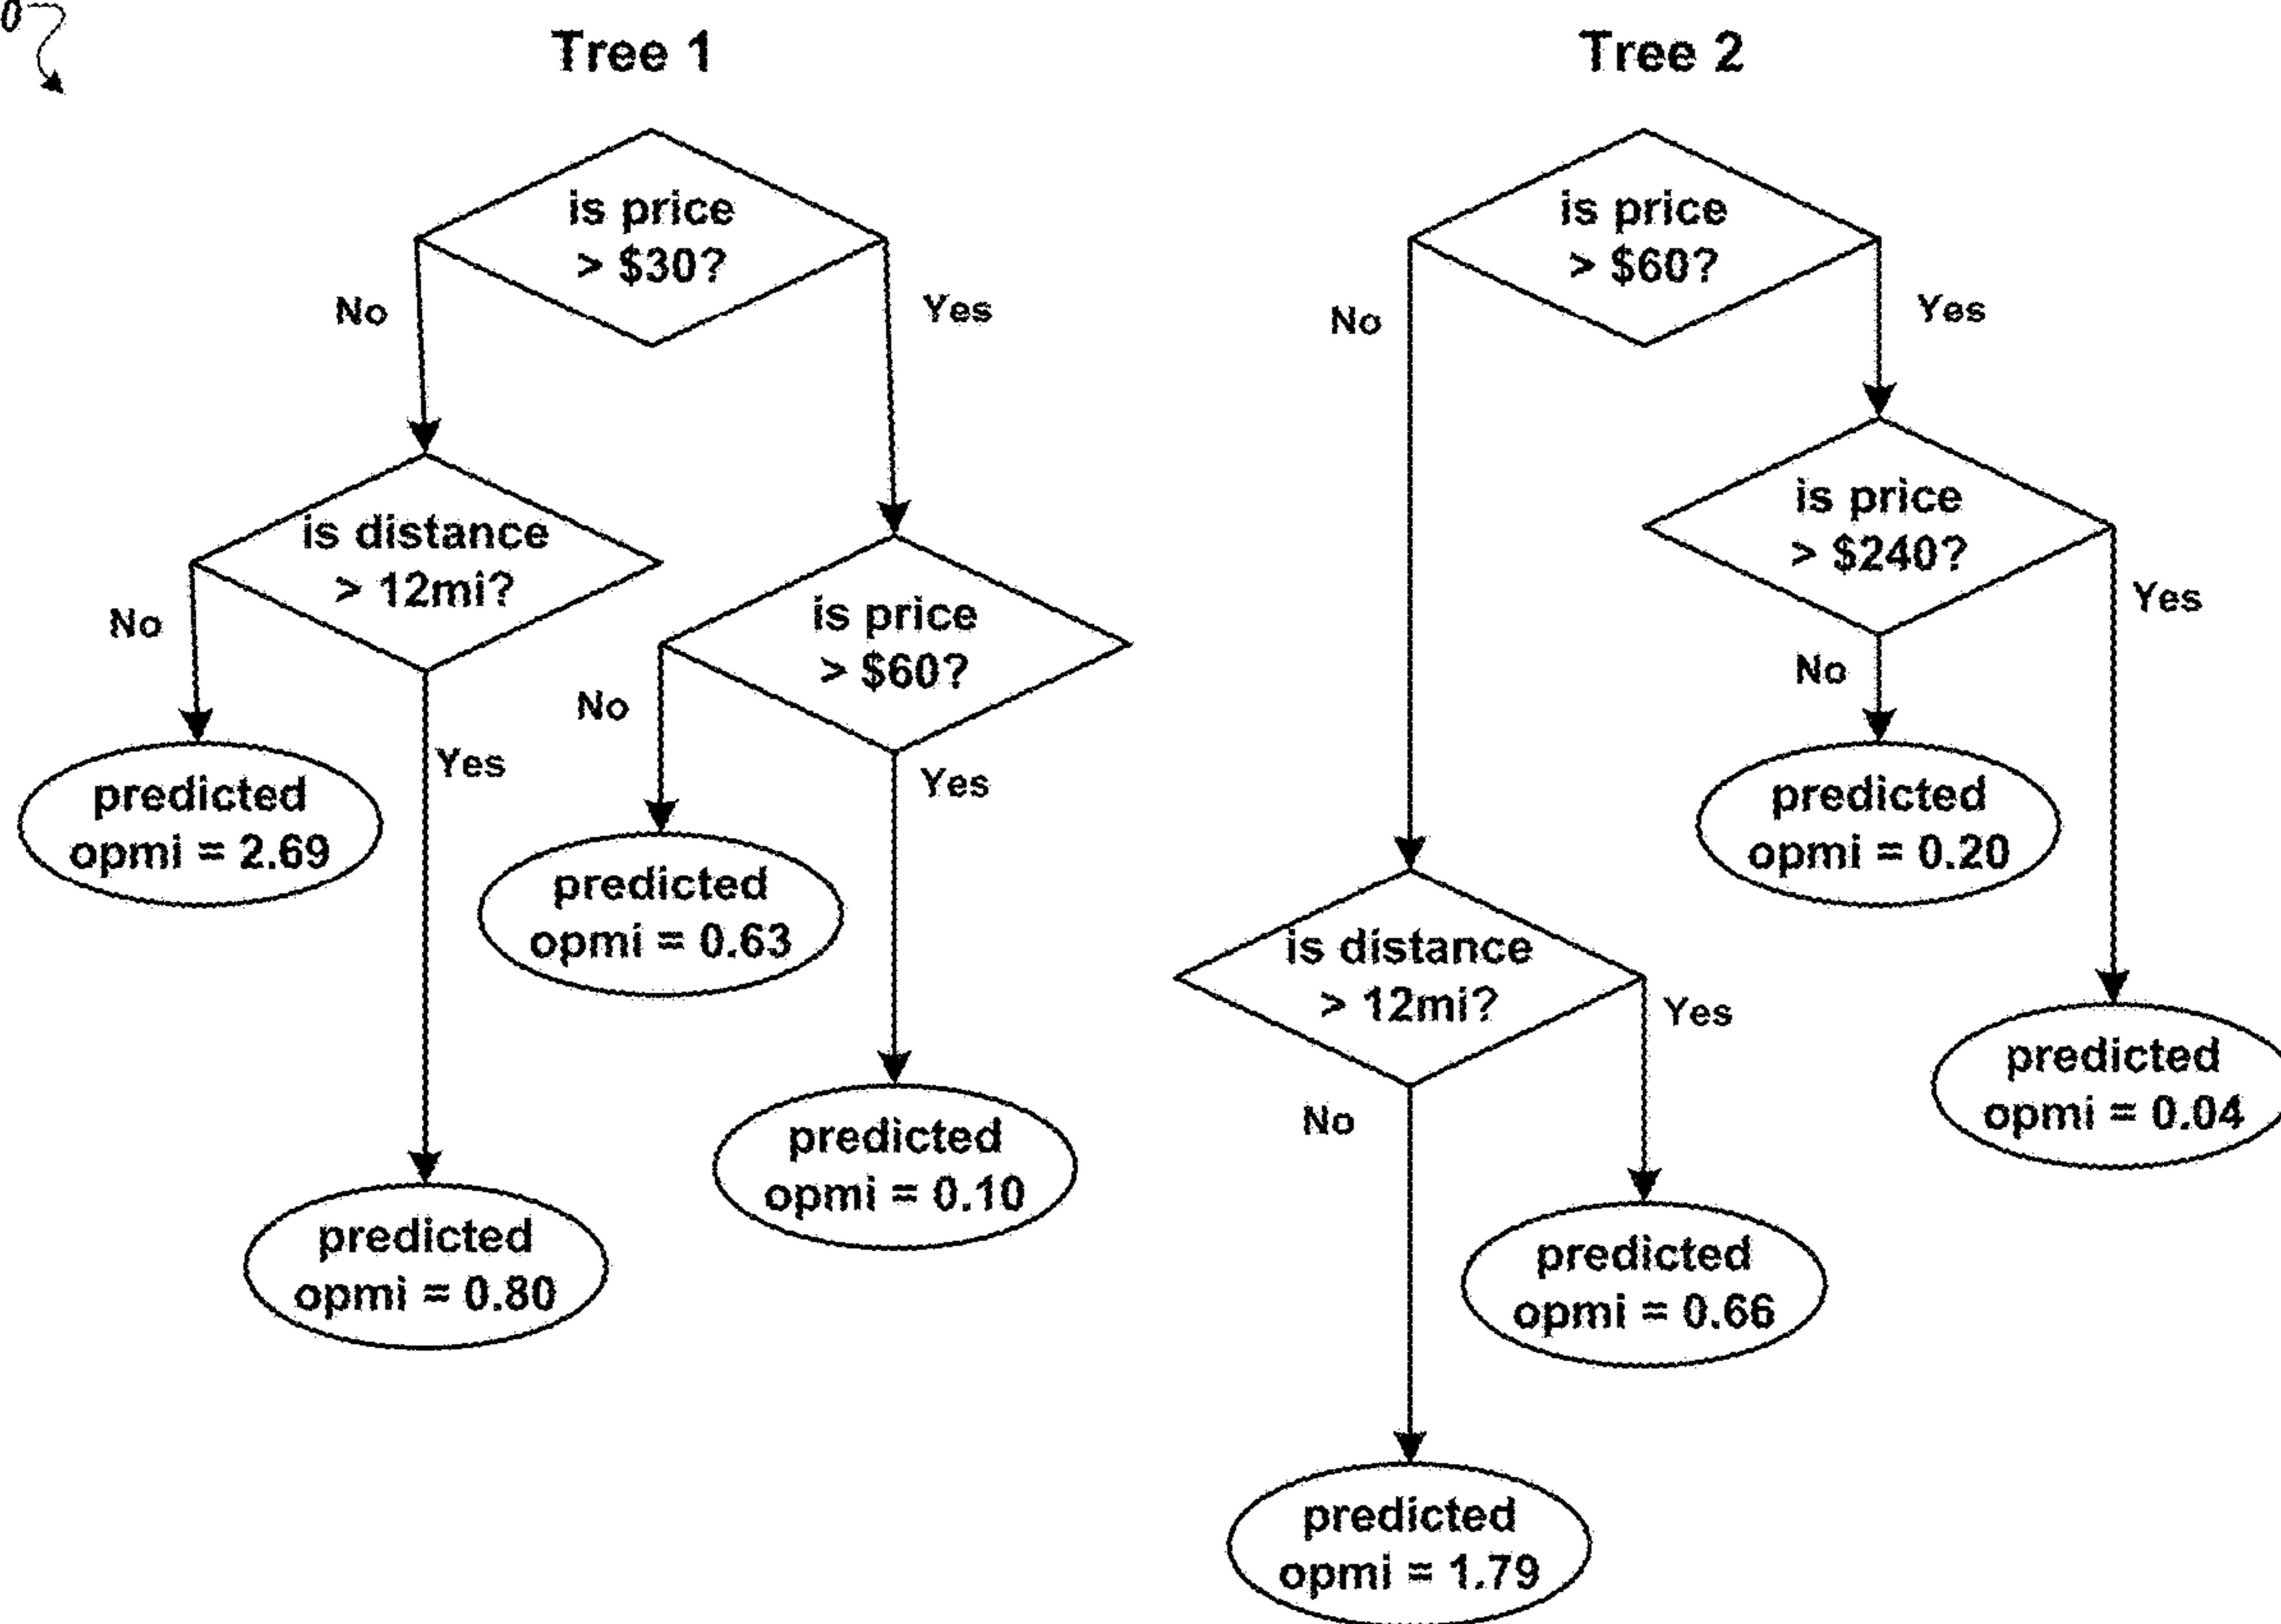 0
Tree 1
is price
> $30?
No
Yes
is distance
> 12mi?
No
Yes
is price
> $60?
No
Yes
predicted
opmi = 2.69
predicted
opmi = 0.63
predicted
opmi = 0.10
predicted
opmi = 0.80
Tree 2
is price
> $60?
No
Yes
is price
> $240?
No
Yes
predicted
opmi = 0.20
is distance
> 12mi?
No
Yes
predicted
opmi = 0.04
predicted
opmi = 0.66
predicted
opmi = 1.79